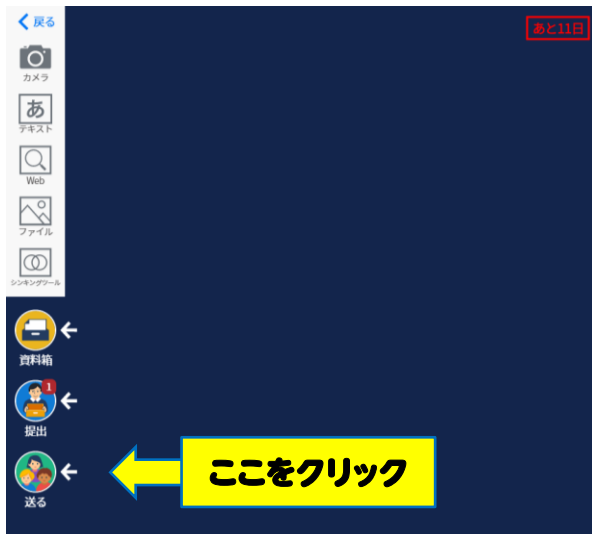 戻る
あと11日
カメラ
あ
テキスト
Web
ファイル
シンキングツール
資料箱
1
提出
ここをクリック
送る